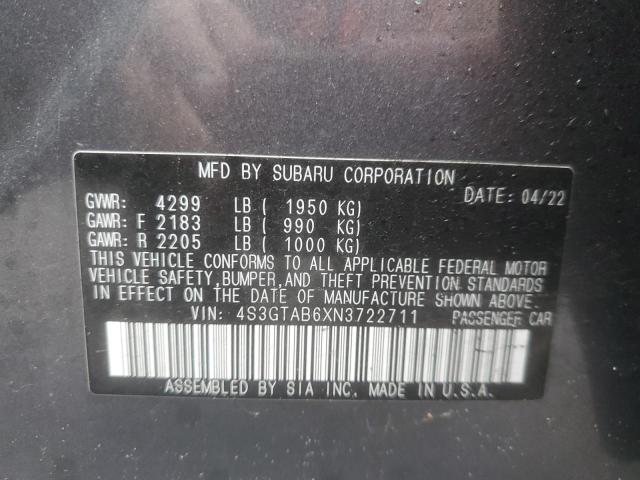 MFD BY SUBARU CORPORATION
DATE: 04/22
GVWR: 4299 LB ( 1950 KG)
GAWR: F 2183 LB ( 990 KG)
GAWR: R 2205 LB ( 1000 KG)
THIS VEHICLE CONFORMS TO ALL APPLICABLE FEDERAL MOTOR
VEHICLE SAFETY, BUMPER, AND THEFT PREVENTION STANDARDS
IN EFFECT ON THE DATE OF MANUFACTURE SHOWN ABOVE.
VIN: 4S3GTAB6XN3722711 PASSENGER CAR
ASSEMBLED BY SIA INC. MADE IN U.S.A.